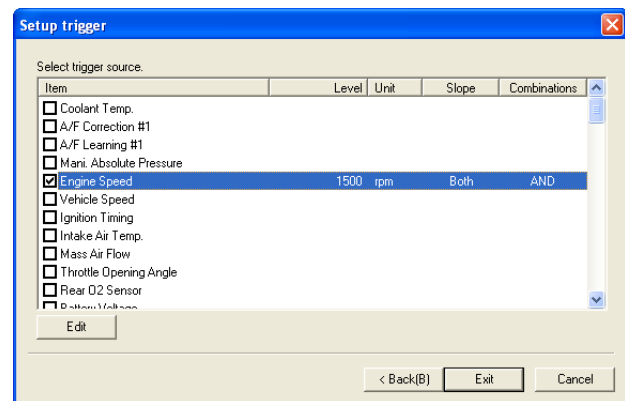 Setup trigger
Select trigger source.
Item Level Unit Slope Combinations
Coolant Temp.
A/F Correction #1
A/F Learning #1
Mani. Absolute Pressure
Engine Speed 1500 rpm Both AND
Vehicle Speed
Ignition Timing
Intake Air Temp.
Mass Air Flow
Throttle Opening Angle
Rear O2 Sensor
Battery Voltage
Edit
< Back(B) Exit Cancel